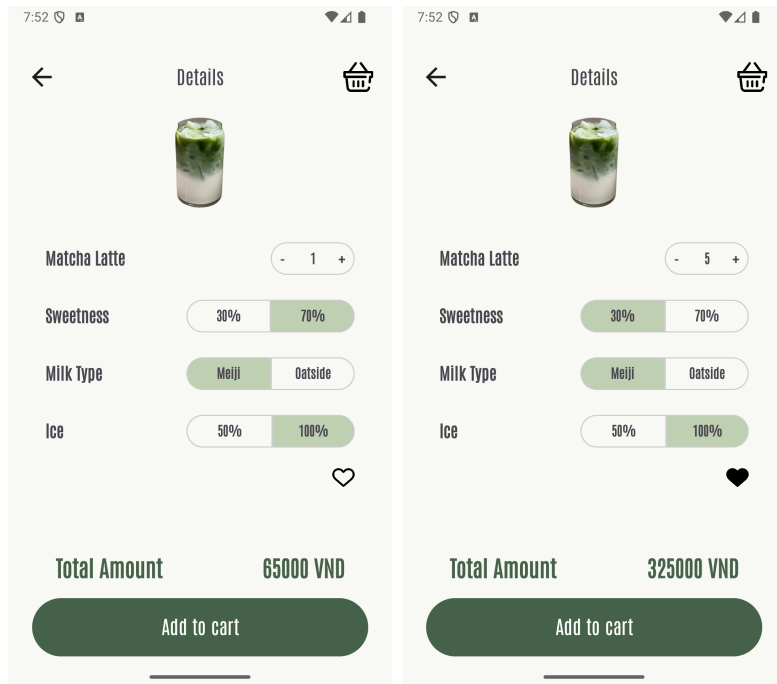 7:52
Details
Matcha Latte - 1 +
Sweetness 30% 70%
Milk Type Meiji Oatside
Ice 50% 100%
Total Amount 65000 VND
Add to cart
7:52
Details
Matcha Latte - 5 +
Sweetness 30% 70%
Milk Type Meiji Oatside
Ice 50% 100%
Total Amount 325000 VND
Add to cart